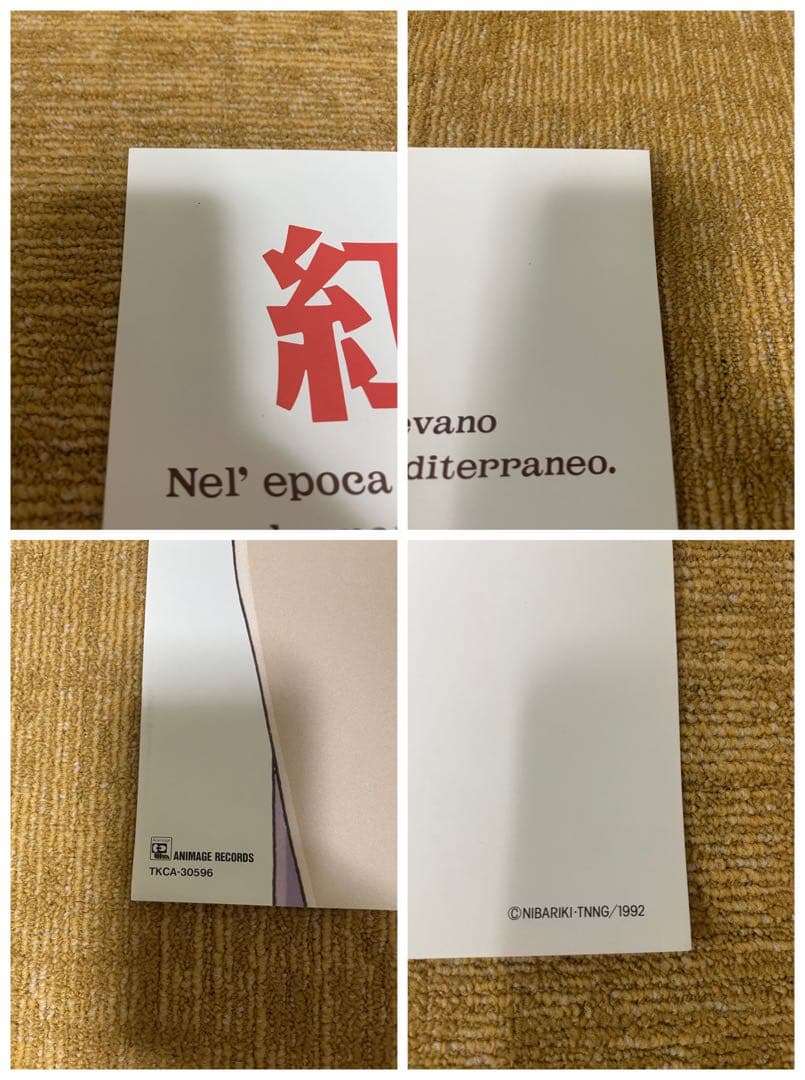 紅
Nel' epoca
evano
diterraneo.
ANIMAGE RECORDS
TKCA-30596
©NIBARIKI·TNNG/1992